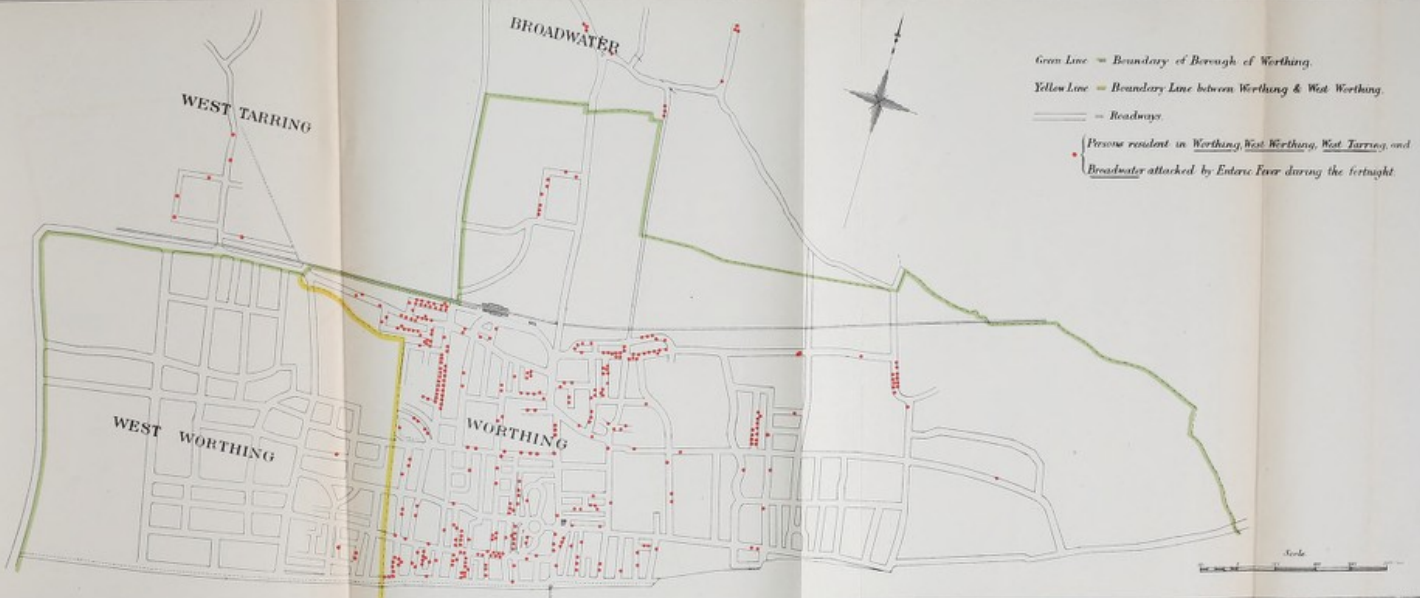 BROADWATER
WEST TARRING
Green Line = Boundary of Borough of Worthing.
Yellow Line = Boundary Line between Worthing & West Worthing.
= Roadways.
Persons resident in Worthing, West Worthing, West Tarring, and
Broadwater attacked by Enteric Fever during the fortnight.
WEST WORTHING
WORTHING
Scale